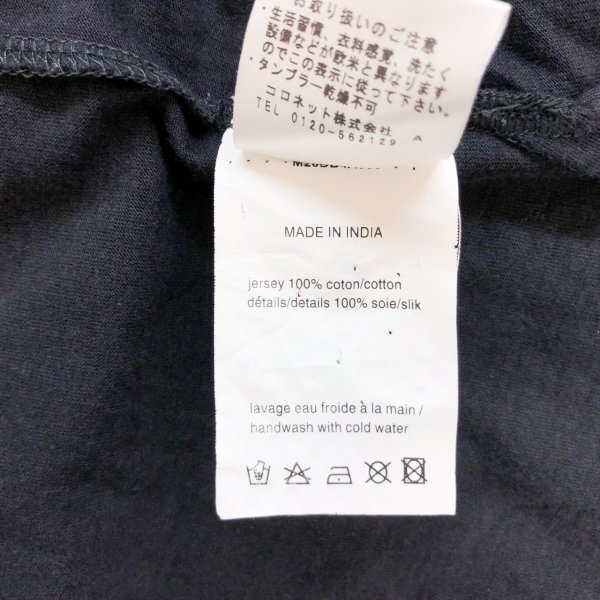 お取り扱いのご注意
・生活習慣、衣料感覚、洗たく
設備などが欧米と異なります
のでこの表示に従って下さい。
・タンブラー乾燥不可
コロネット株式会社
TEL 0120-562129 A
MADE IN INDIA
jersey 100% coton/cotton
détails/details 100% soie/slik
lavage eau froide à la main /
handwash with cold water